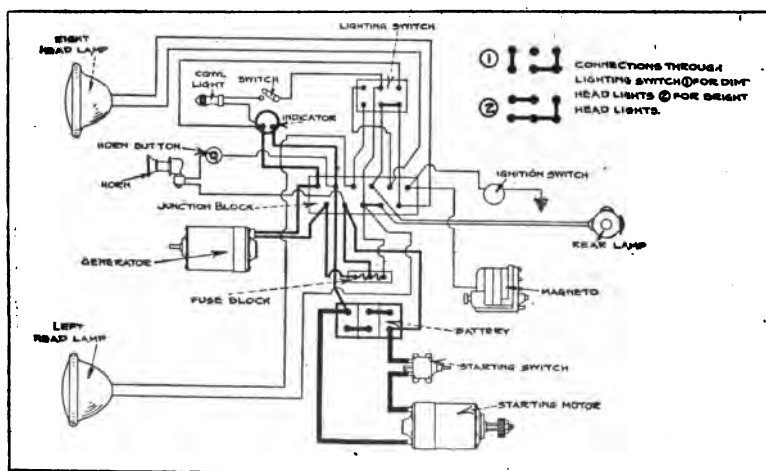 LIGHTING SWITCH
RIGHT
HEAD LAMP
COWL
LIGHT
SWITCH
INDICATOR
① CONNECTIONS THROUGH
LIGHTING SWITCH ① FOR DIM
② HEAD LIGHTS ② FOR BRIGHT
HEAD LIGHTS.
HORN BUTTON
HORN
IGNITION SWITCH
JUNCTION BLOCK
REAR LAMP
GENERATOR
MAGNETO
FUSE BLOCK
BATTERY
LEFT
HEAD LAMP
STARTING SWITCH
STARTING MOTOR